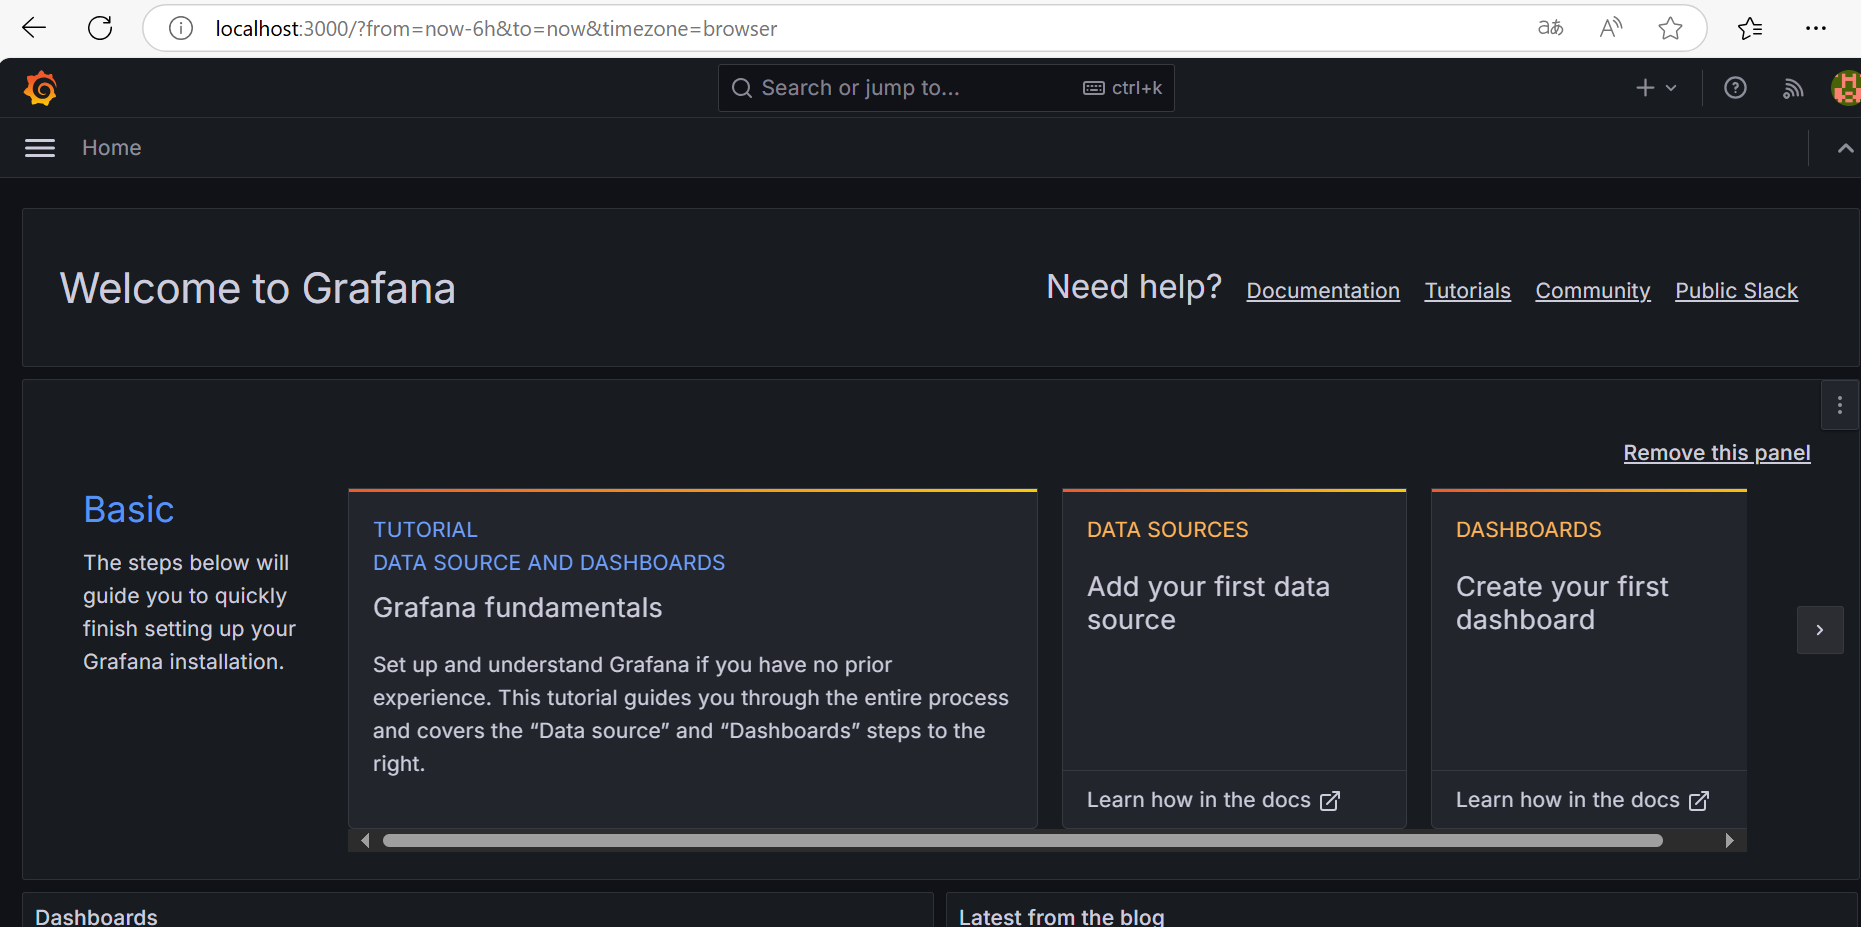 localhost:3000/?from=now-6h&to=now&timezone=browser
aあ
Search or jump to...
ctrl+k
Home
Welcome to Grafana
Need help?
Documentation
Tutorials
Community
Public Slack
Remove this panel
Basic
The steps below will
guide you to quickly
finish setting up your
Grafana installation.
TUTORIAL
DATA SOURCE AND DASHBOARDS
Grafana fundamentals
Set up and understand Grafana if you have no prior
experience. This tutorial guides you through the entire process
and covers the “Data source” and “Dashboards” steps to the
right.
DATA SOURCES
Add your first data
source
Learn how in the docs
DASHBOARDS
Create your first
dashboard
Learn how in the docs
Dashboards
Latest from the blog